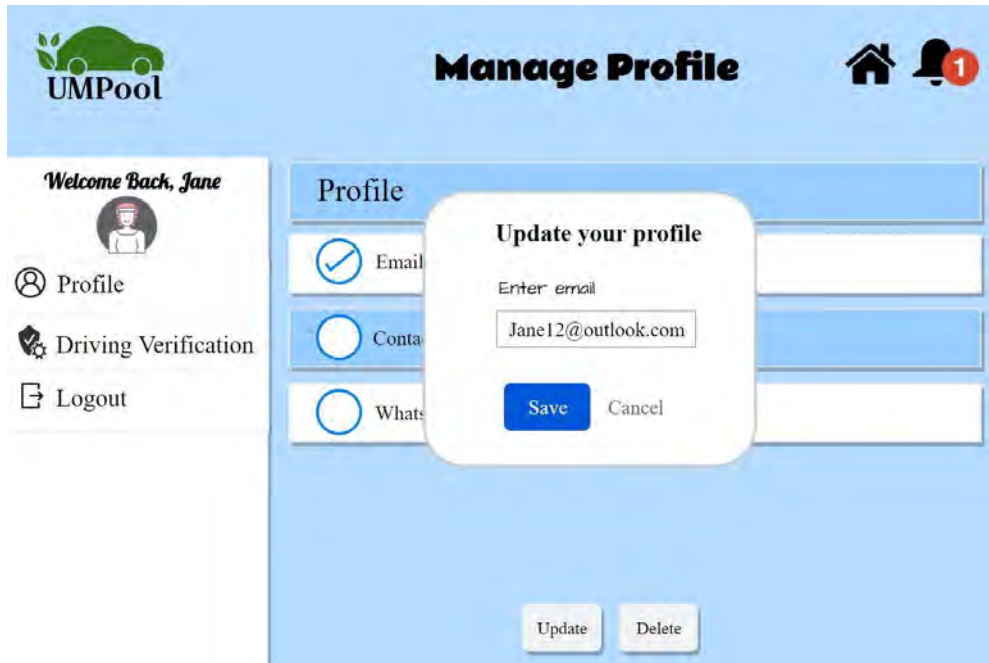 UMPool
Manage Profile
1
Welcome Back, Jane
Profile
Driving Verification
Logout
Profile
Email
Conta
Whats
Update your profile
Enter email
Jane12@outlook.com
Save Cancel
Update Delete